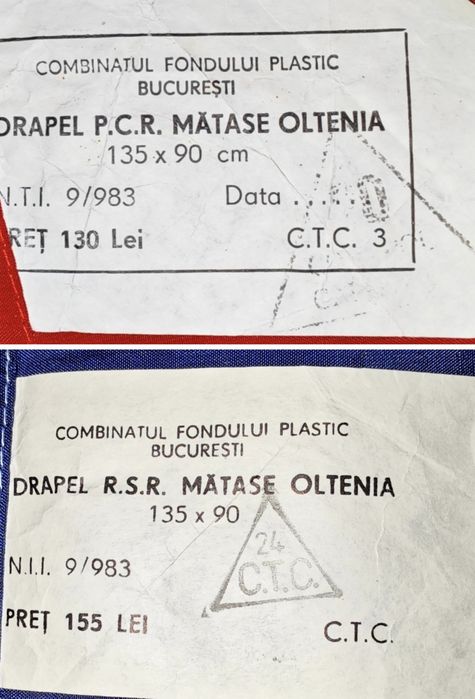 COMBINATUL FONDULUI PLASTIC
BUCUREȘTI
DRAPEL P.C.R. MĂTASE OLTENIA
135 x 90 cm
N.T.I. 9/983 Data . . . . .
PREȚ 130 Lei C.T.C. 3
COMBINATUL FONDULUI PLASTIC
BUCUREȘTI
DRAPEL R.S.R. MĂTASE OLTENIA
135 x 90
24
C.T.C.
N.I.I. 9/983
PREȚ 155 LEI
C.T.C.